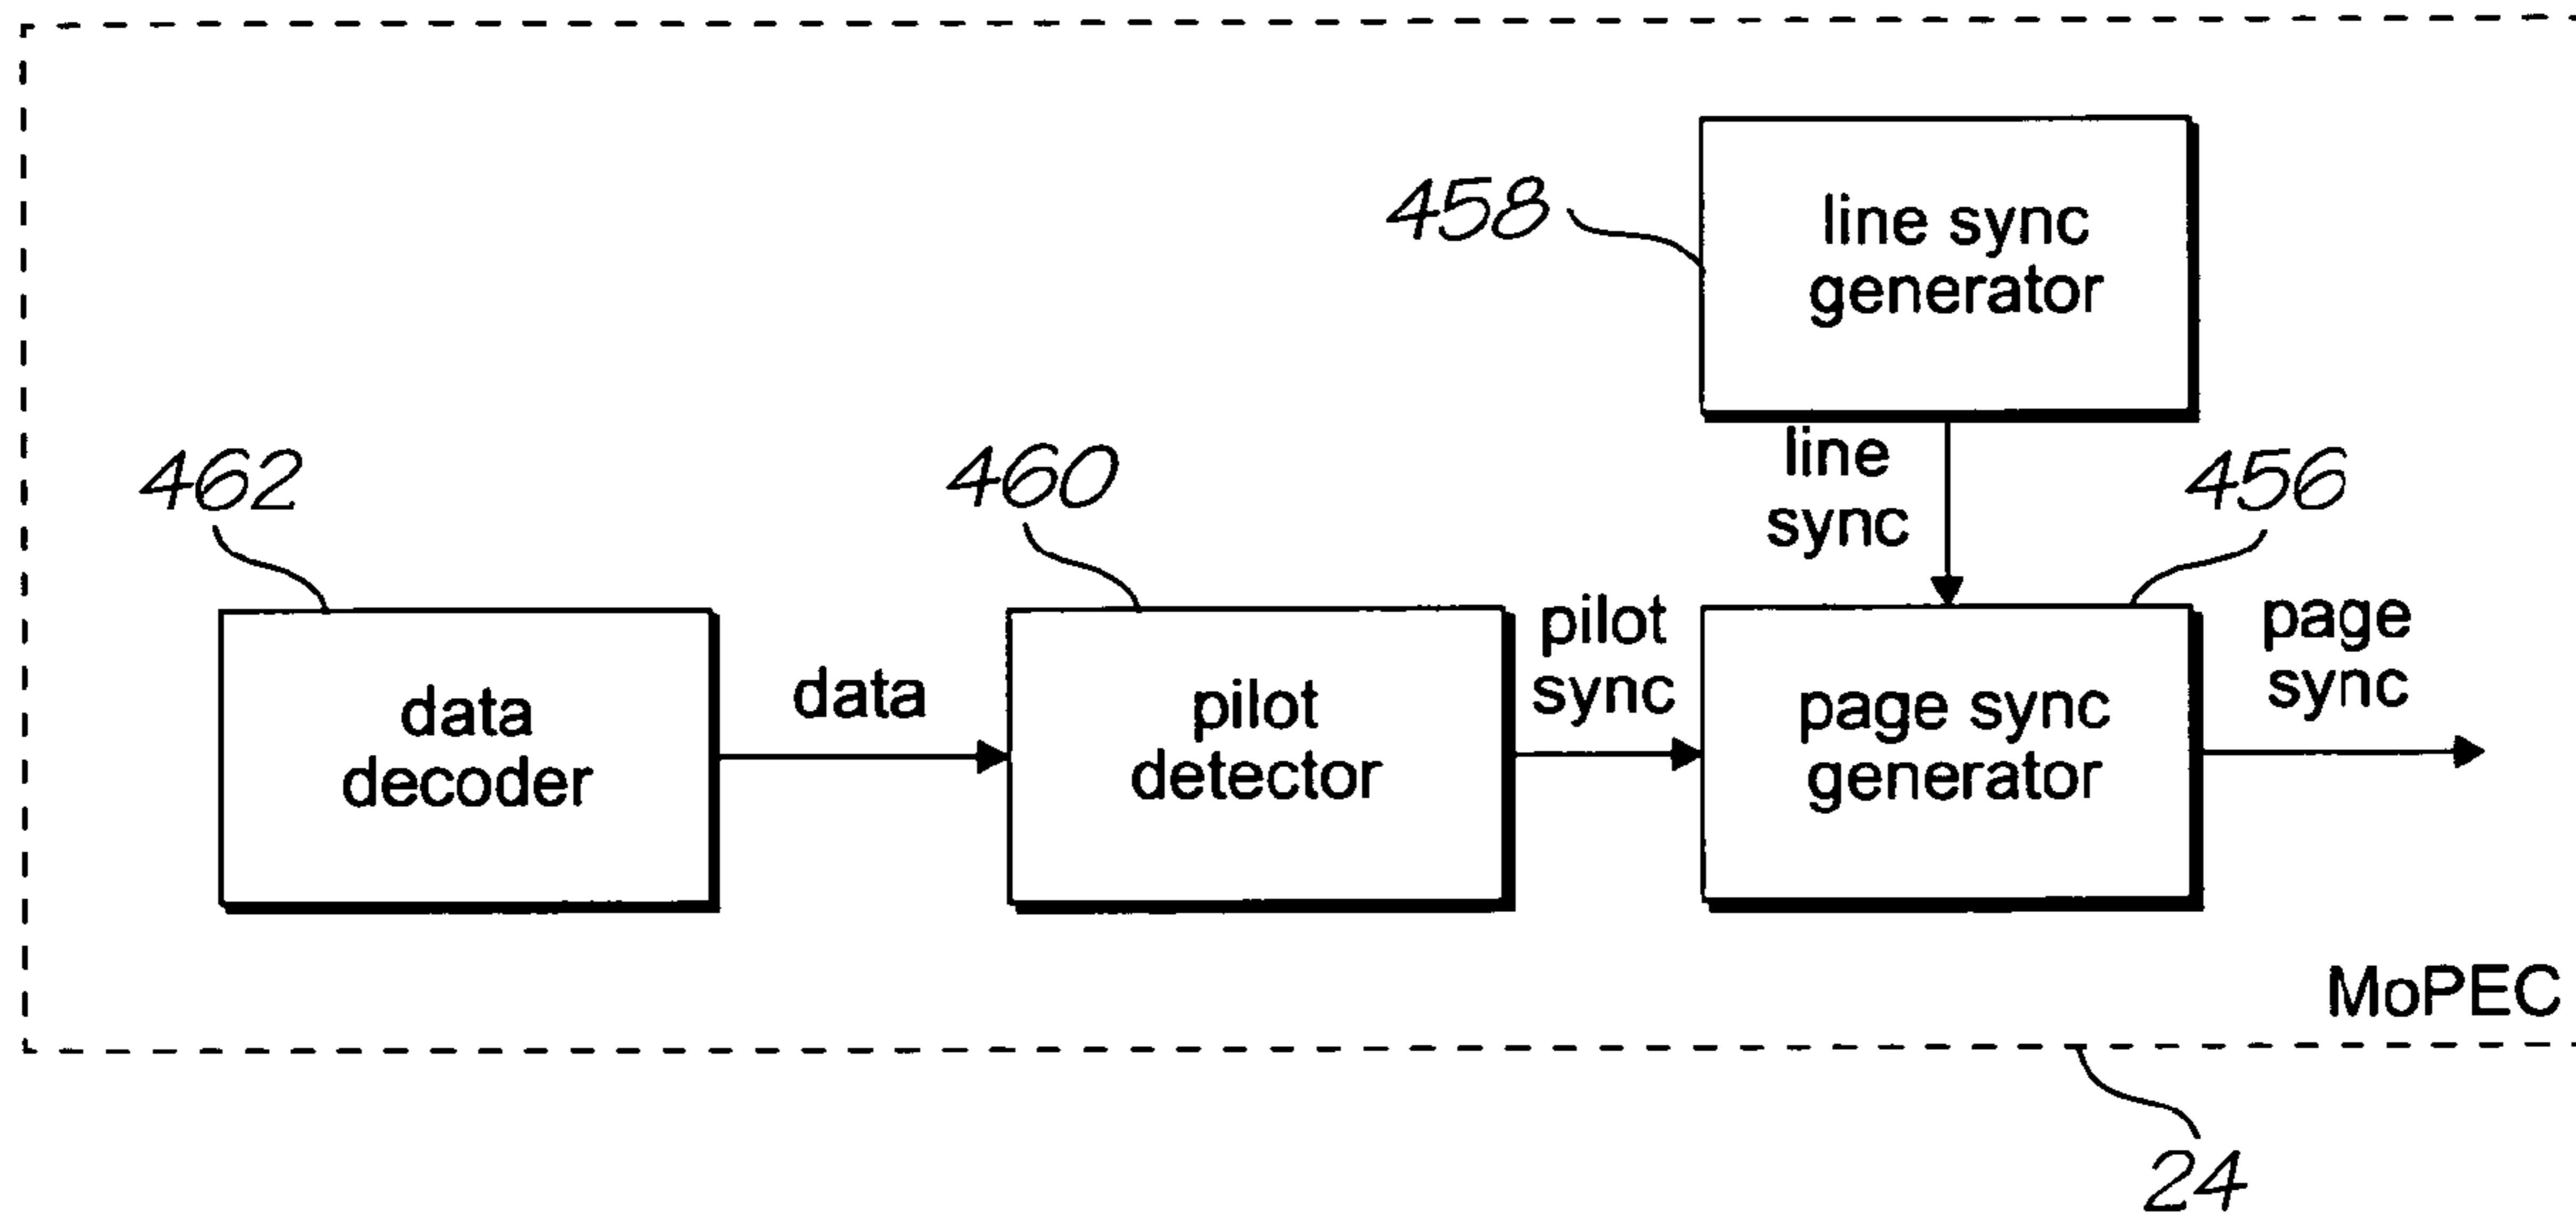 458
line sync
generator
line
sync
462
460
456
data
decoder
data
pilot
detector
pilot
sync
page sync
generator
page
sync
MoPEC
24